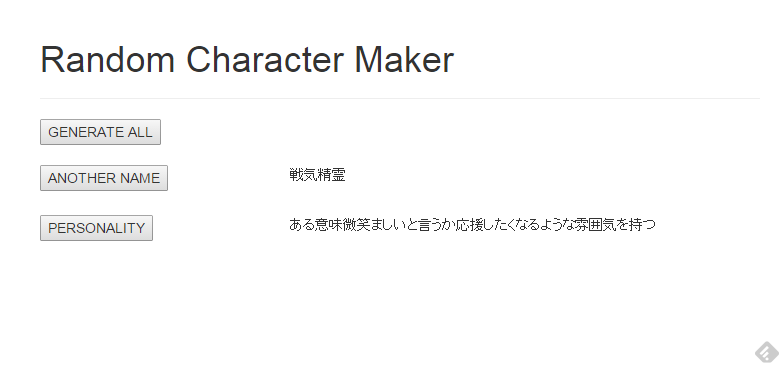 Random Character Maker
GENERATE ALL
ANOTHER NAME 戦気精霊
PERSONALITY ある意味微笑ましいと言うか応援したくなるような雰囲気を持つ